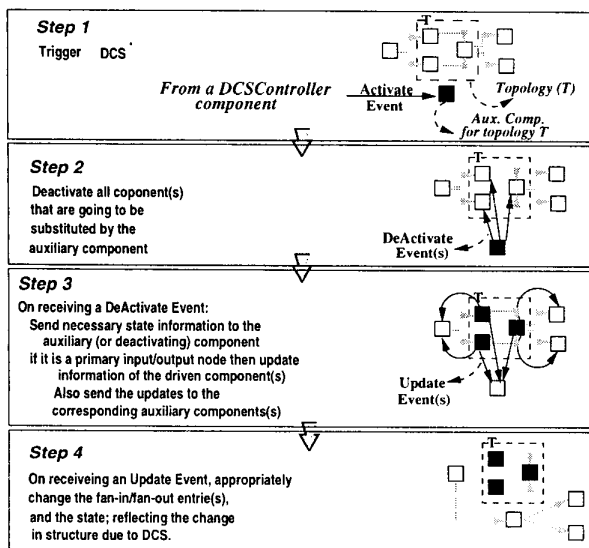 Step 1
Trigger DCS
From a DCSController
component
Activate
Event
T
Topology (T)
Aux. Comp.
for topology T
Step 2
Deactivate all coponent(s)
that are going to be
substituted by the
auxiliary component
T
DeActivate
Event(s)
Step 3
On receiving a DeActivate Event:
Send necessary state information to the
auxiliary (or deactivating) component
if it is a primary input/output node then update
information of the driven component(s)
Also send the updates to the
corresponding auxiliary components(s)
T
Update
Event(s)
Step 4
On receiveing an Update Event, appropriately
change the fan-in/fan-out entrie(s),
and the state; reflecting the change
in structure due to DCS.
T